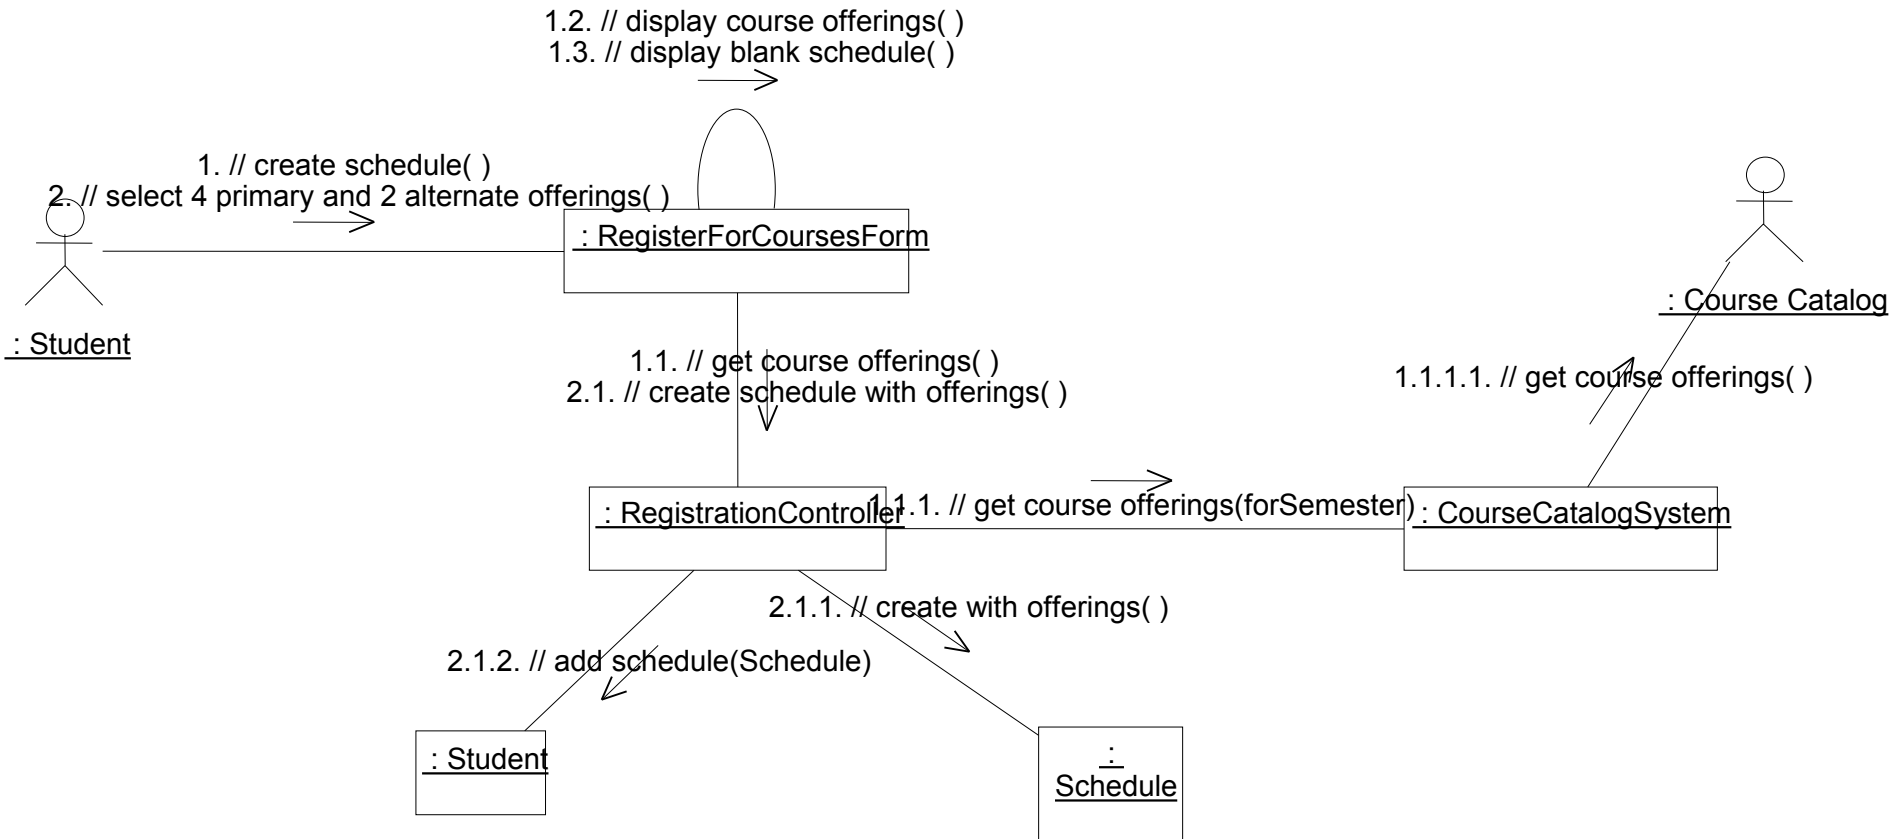 1.2. // display course offerings( )
1.3. // display blank schedule( )
1. // create schedule( )
2. // select 4 primary and 2 alternate offerings( )
: RegisterForCoursesForm
: Course Catalog
: Student
1.1. // get course offerings( )
2.1. // create schedule with offerings( )
1.1.1.1. // get course offerings( )
: RegistrationController
1.1.1. // get course offerings(forSemester)
: CourseCatalogSystem
2.1.1. // create with offerings( )
2.1.2. // add schedule(Schedule)
: Student
:
Schedule